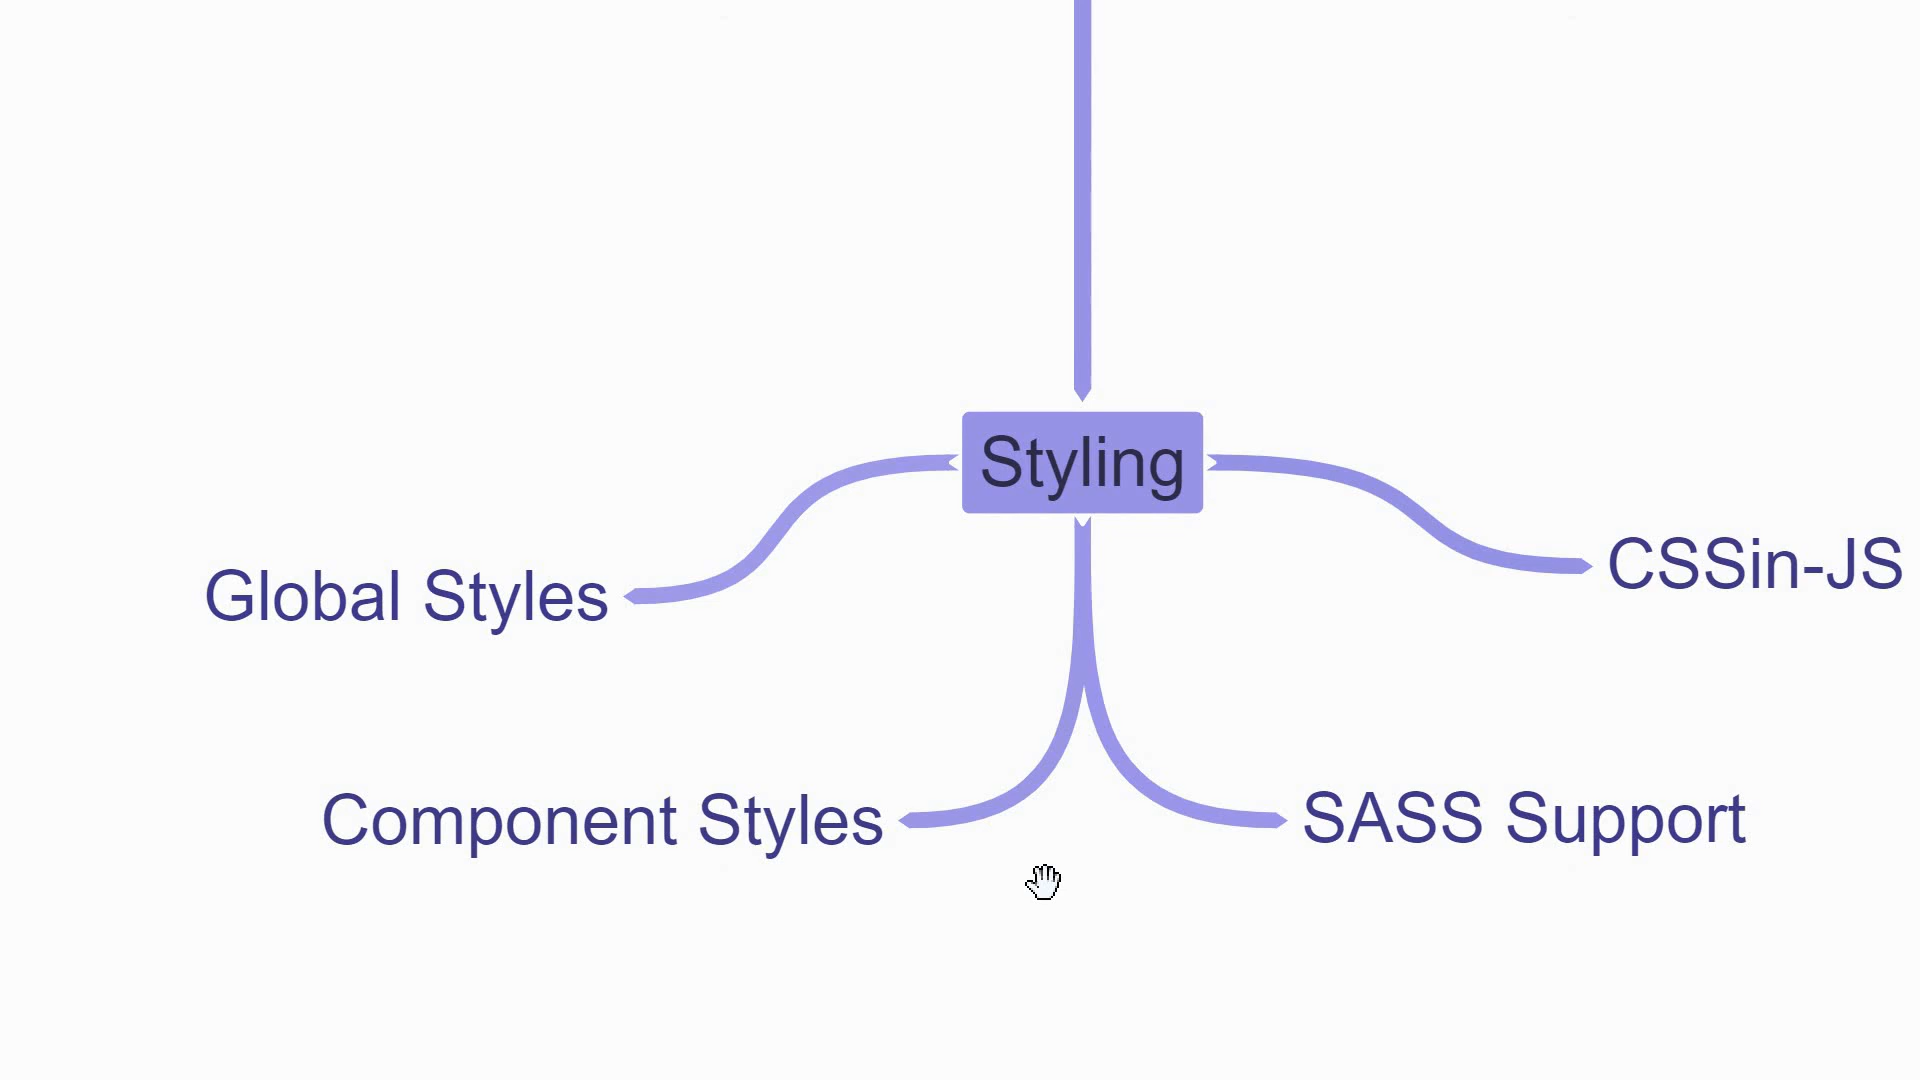 Styling
Global Styles
CSSin-JS
Component Styles
SASS Support